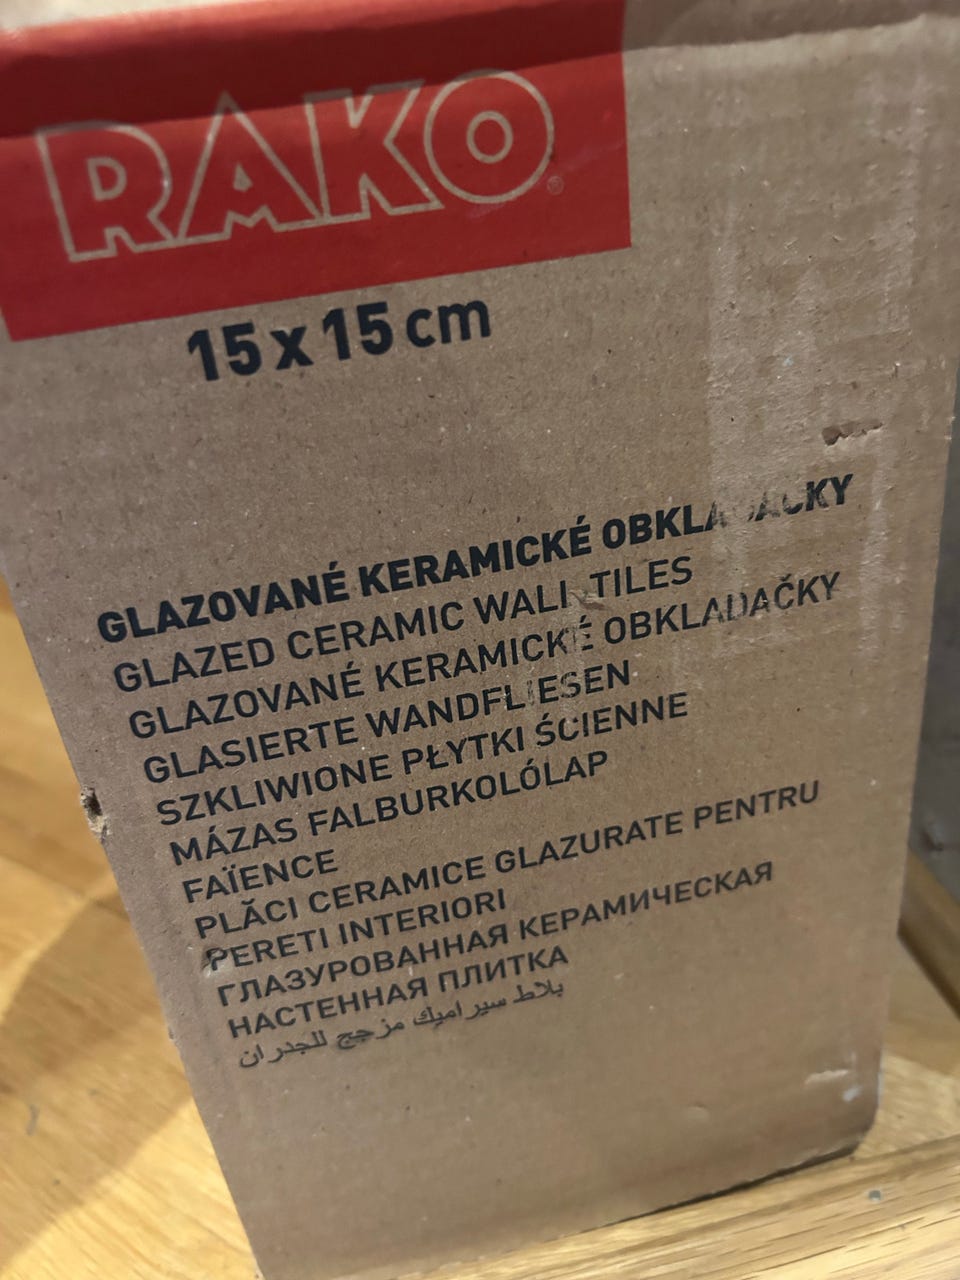 RAKO®
15 x 15 cm
GLAZOVANÉ KERAMICKÉ OBKLADAČKY
GLAZED CERAMIC WALL TILES
GLAZOVANÉ KERAMICKÉ OBKLADAČKY
GLASIERTE WANDFLIESEN
SZKLIWIONE PŁYTKI ŚCIENNE
MÁZAS FALBURKOLÓLAP
FAÏENCE
PLĂCI CERAMICE GLAZURATE PENTRU
PERETI INTERIORI
ГЛАЗУРОВАННАЯ КЕРАМИЧЕСКАЯ
НАСТЕННАЯ ПЛИТКА
بلاط سيراميك مزجج للجدران